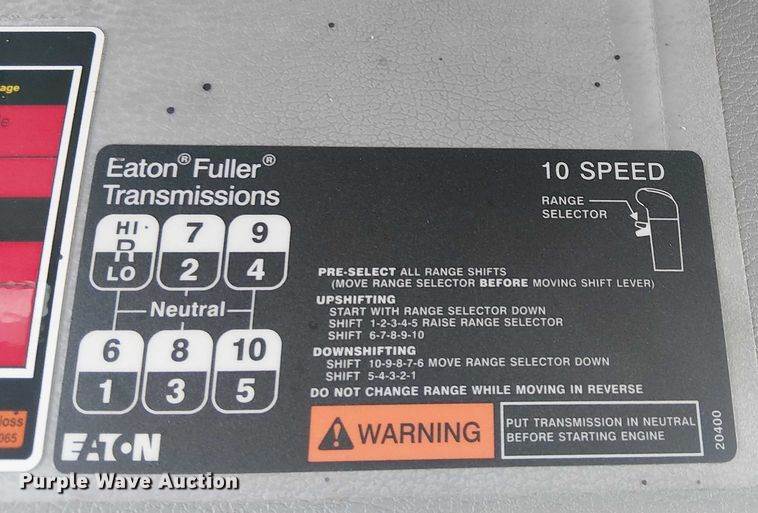 age
Eaton® Fuller®
Transmissions
10 SPEED
RANGE
SELECTOR
HI R LO
7 2
9 4
Neutral
6 1
8 3
10 5
PRE-SELECT ALL RANGE SHIFTS
(MOVE RANGE SELECTOR BEFORE MOVING SHIFT LEVER)
UPSHIFTING
START WITH RANGE SELECTOR DOWN
SHIFT 1-2-3-4-5 RAISE RANGE SELECTOR
SHIFT 6-7-8-9-10
DOWNSHIFTING
SHIFT 10-9-8-7-6 MOVE RANGE SELECTOR DOWN
SHIFT 5-4-3-2-1
DO NOT CHANGE RANGE WHILE MOVING IN REVERSE
WARNING
PUT TRANSMISSION IN NEUTRAL
BEFORE STARTING ENGINE
20400
EATON
loss
065
Purple Wave Auction